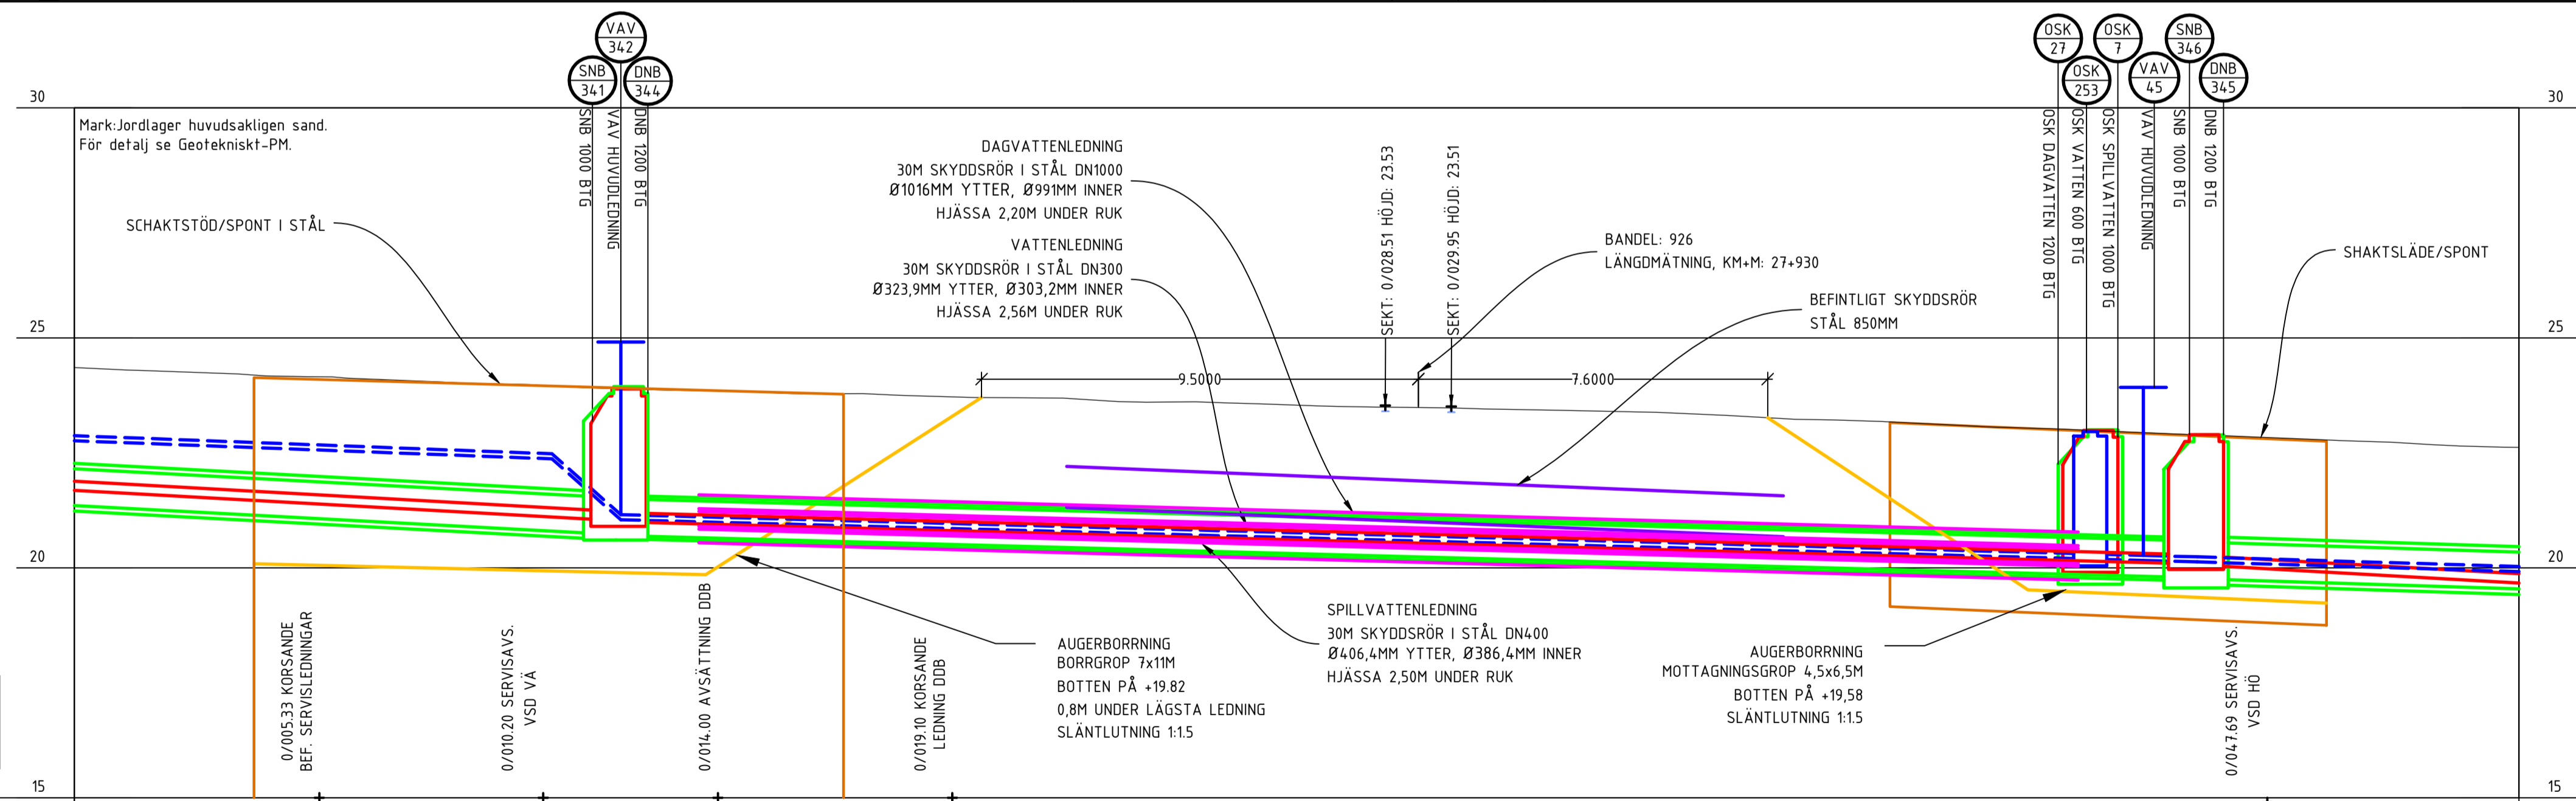 VAV
342
SNB
341
DNB
344
OSK
27
OSK
253
OSK
7
VAV
45
SNB
346
DNB
345
30
30
Mark:Jordlager huvudsakligen sand.
För detalj se Geotekniskt-PM.
SNB 1000 BTG
VAV HUVUDLEDNING
DNB 1200 BTG
DAGVATTENLEDNING
30M SKYDDSRÖR I STÅL DN1000
Ø1016MM YTTER, Ø991MM INNER
HJÄSSA 2,20M UNDER RUK
VATTENLEDNING
30M SKYDDSRÖR I STÅL DN300
Ø323,9MM YTTER, Ø303,2MM INNER
HJÄSSA 2,56M UNDER RUK
SEKT: 0/028.51 HÖJD: 23.53
SEKT: 0/029.95 HÖJD: 23.51
BANDEL: 926
LÄNGDMÄTNING, KM+M: 27+930
BEFINTLIGT SKYDDSRÖR
STÅL 850MM
OSK DAGVATTEN 1200 BTG
OSK VATTEN 600 BTG
OSK SPILLVATTEN 1000 BTG
VAV HUVUDLEDNING
SNB 1000 BTG
DNB 1200 BTG
SCHAKTSTÖD/SPONT I STÅL
SHAKTSLÄDE/SPONT
25
25
9.5000
7.6000
20
20
0/005.33 KORSANDE
BEF. SERVISLEDNINGAR
0/010.20 SERVISAVS.
VSD VÄ
0/014.00 AVSÄTTNING DDB
0/019.10 KORSANDE
LEDNING DDB
AUGERBORRNING
BORRGROP 7x11M
BOTTEN PÅ +19.82
0,8M UNDER LÄGSTA LEDNING
SLÄNTLUTNING 1:1.5
SPILLVATTENLEDNING
30M SKYDDSRÖR I STÅL DN400
Ø406,4MM YTTER, Ø386,4MM INNER
HJÄSSA 2,50M UNDER RUK
AUGERBORRNING
MOTTAGNINGSGROP 4,5x6,5M
BOTTEN PÅ +19,58
SLÄNTLUTNING 1:1.5
0/047.69 SERVISAVS.
VSD HÖ
15
15